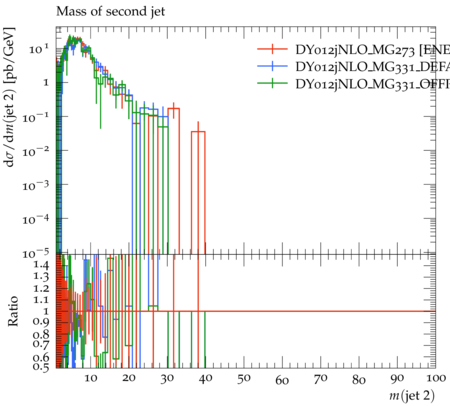 Mass of second jet
dσ/dm(jet 2) [pb/GeV]
10^1
1
10^-1
10^-2
10^-3
10^-4
10^-5
DY012jNLO_MG273 [ENE
DY012jNLO_MG331_DEFA
DY012jNLO_MG331_OFFI
Ratio
1.4
1.3
1.2
1.1
1
0.9
0.8
0.7
0.6
0.5
10 20 30 40 50 60 70 80 90 100
m(jet 2)